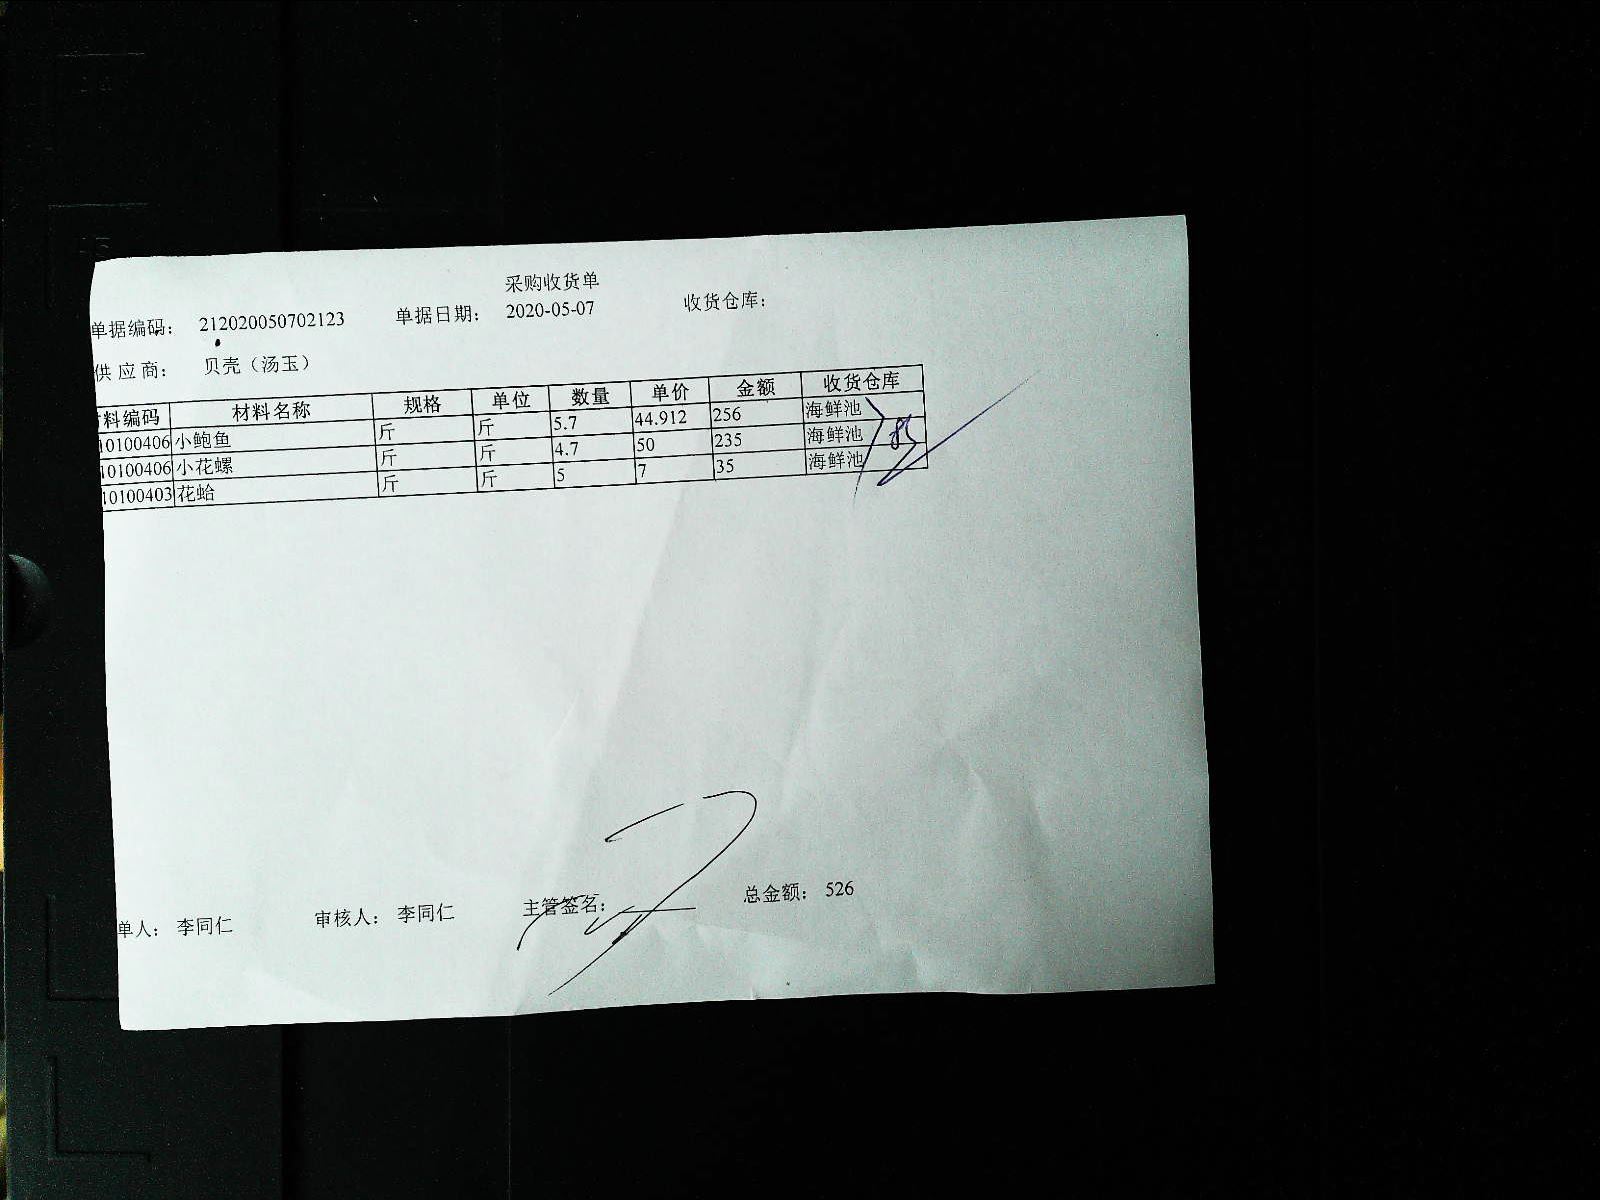 采购收货单
单据编码： 212020050702123 单据日期： 2020-05-07 收货仓库：
供应商： 贝壳（汤玉）
料编码 材料名称 规格 单位 数量 单价 金额 收货仓库
10100406 小鲍鱼 斤 斤 5.7 44.912 256 海鲜池
10100406 小花螺 斤 斤 4.7 50 235 海鲜池
10100403 花蛤 斤 斤 5 7 35 海鲜池
单人： 李同仁 审核人： 李同仁 主管签名： 总金额： 526